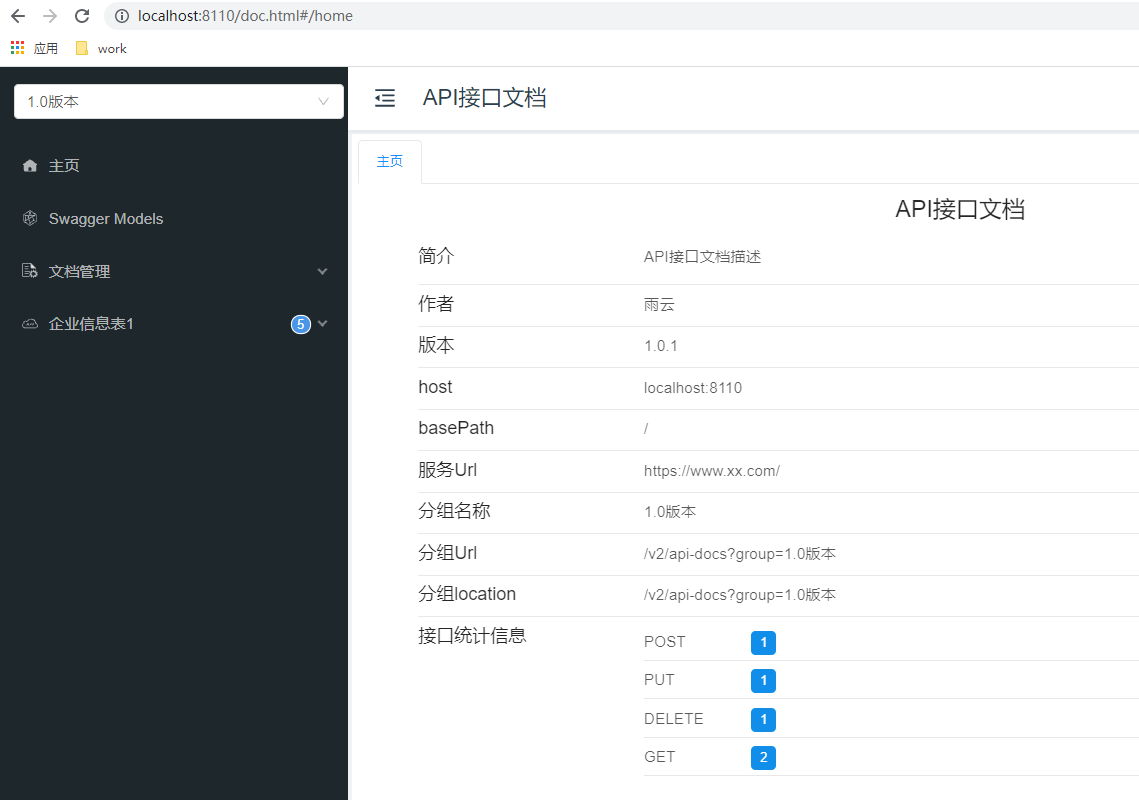 localhost:8110/doc.html#/home
应用 work
1.0版本
主页
Swagger Models
文档管理
企业信息表1 5
API接口文档
主页
API接口文档
简介 API接口文档描述
作者 雨云
版本 1.0.1
host localhost:8110
basePath /
服务Url https://www.xx.com/
分组名称 1.0版本
分组Url /v2/api-docs?group=1.0版本
分组location /v2/api-docs?group=1.0版本
接口统计信息 POST 1
PUT 1
DELETE 1
GET 2